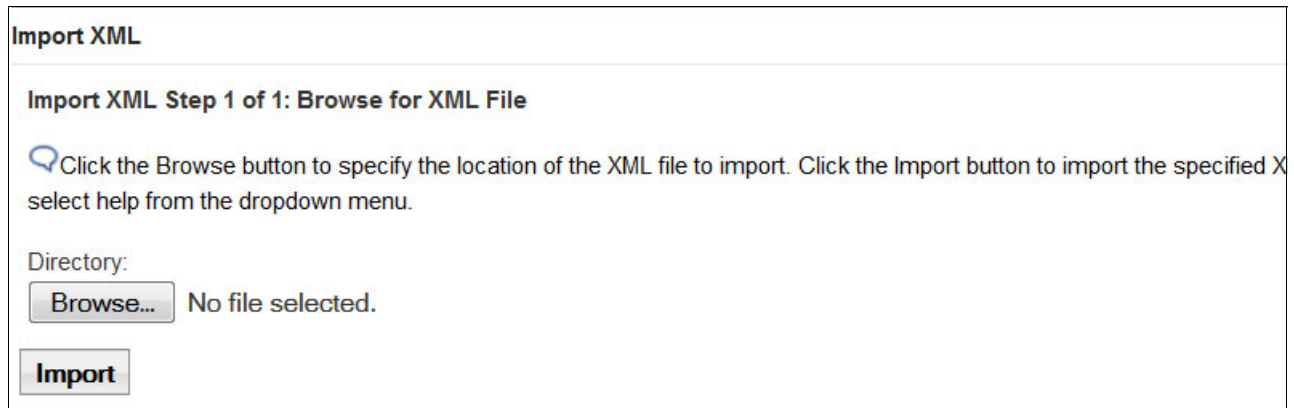 Import XML
Import XML Step 1 of 1: Browse for XML File
Click the Browse button to specify the location of the XML file to import. Click the Import button to import the specified X
select help from the dropdown menu.
Directory:
Browse... No file selected.
Import